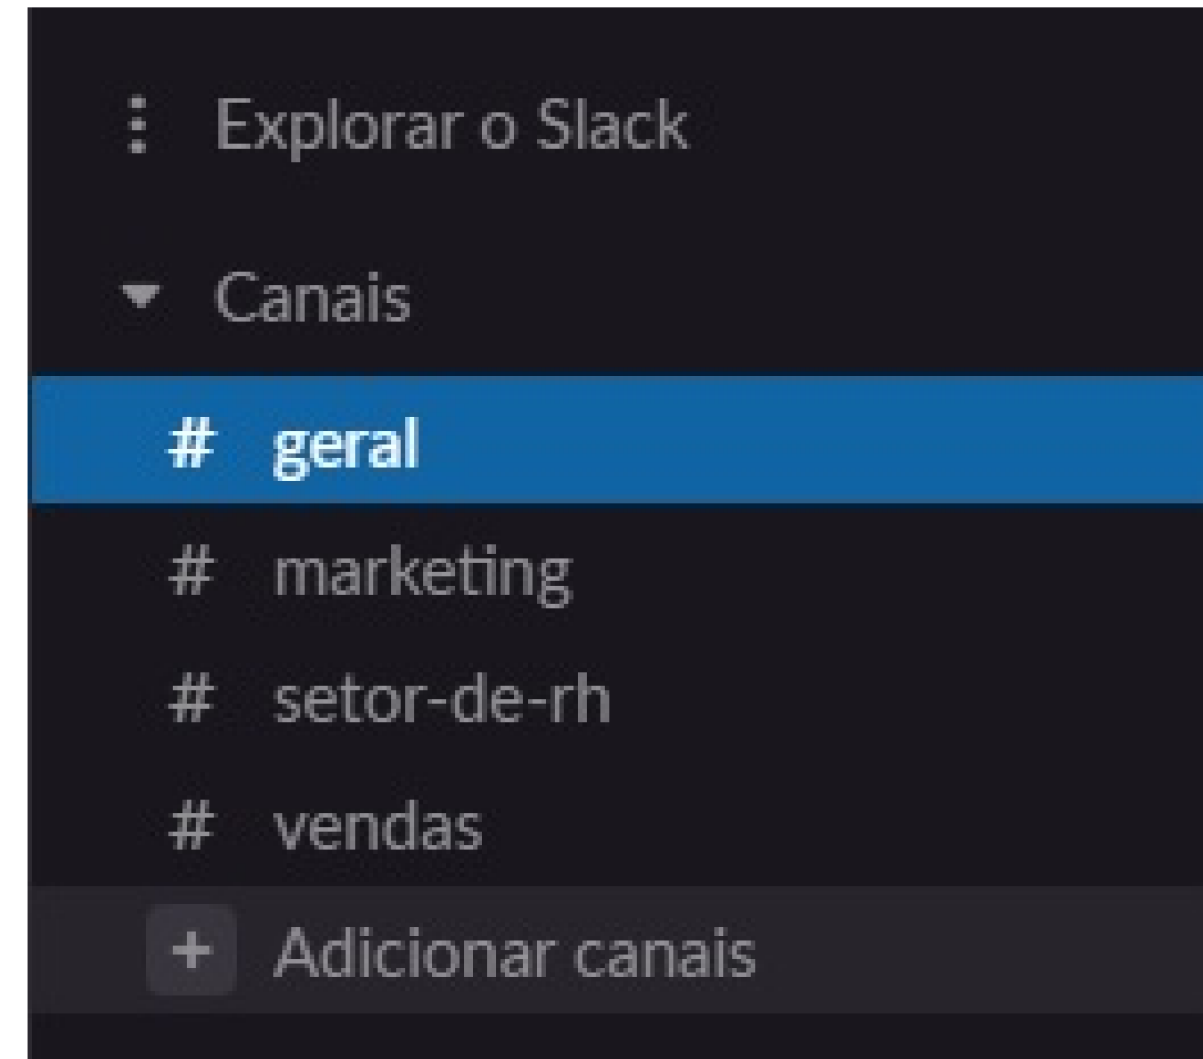 Explorar o Slack
Canais
# geral
# marketing
# setor-de-rh
# vendas
+ Adicionar canais